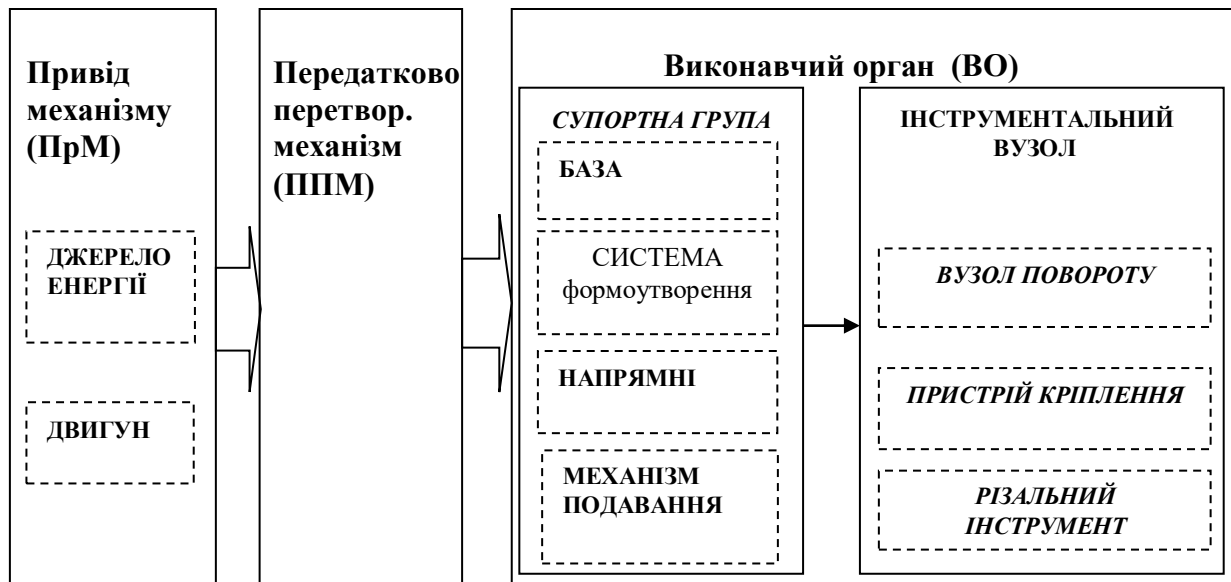 Привід
механізму
(ПрМ)
ДЖЕРЕЛО
ЕНЕРГІЇ
ДВИГУН
Передатково
перетвор.
механізм
(ППМ)
Виконавчий орган (ВО)
СУПОРТНА ГРУПА
БАЗА
СИСТЕМА
формоутворення
НАПРЯМНІ
МЕХАНІЗМ
ПОДАВАННЯ
ІНСТРУМЕНТАЛЬНИЙ
ВУЗОЛ
ВУЗОЛ ПОВОРОТУ
ПРИСТРІЙ КРІПЛЕННЯ
РІЗАЛЬНИЙ
ІНСТРУМЕНТ